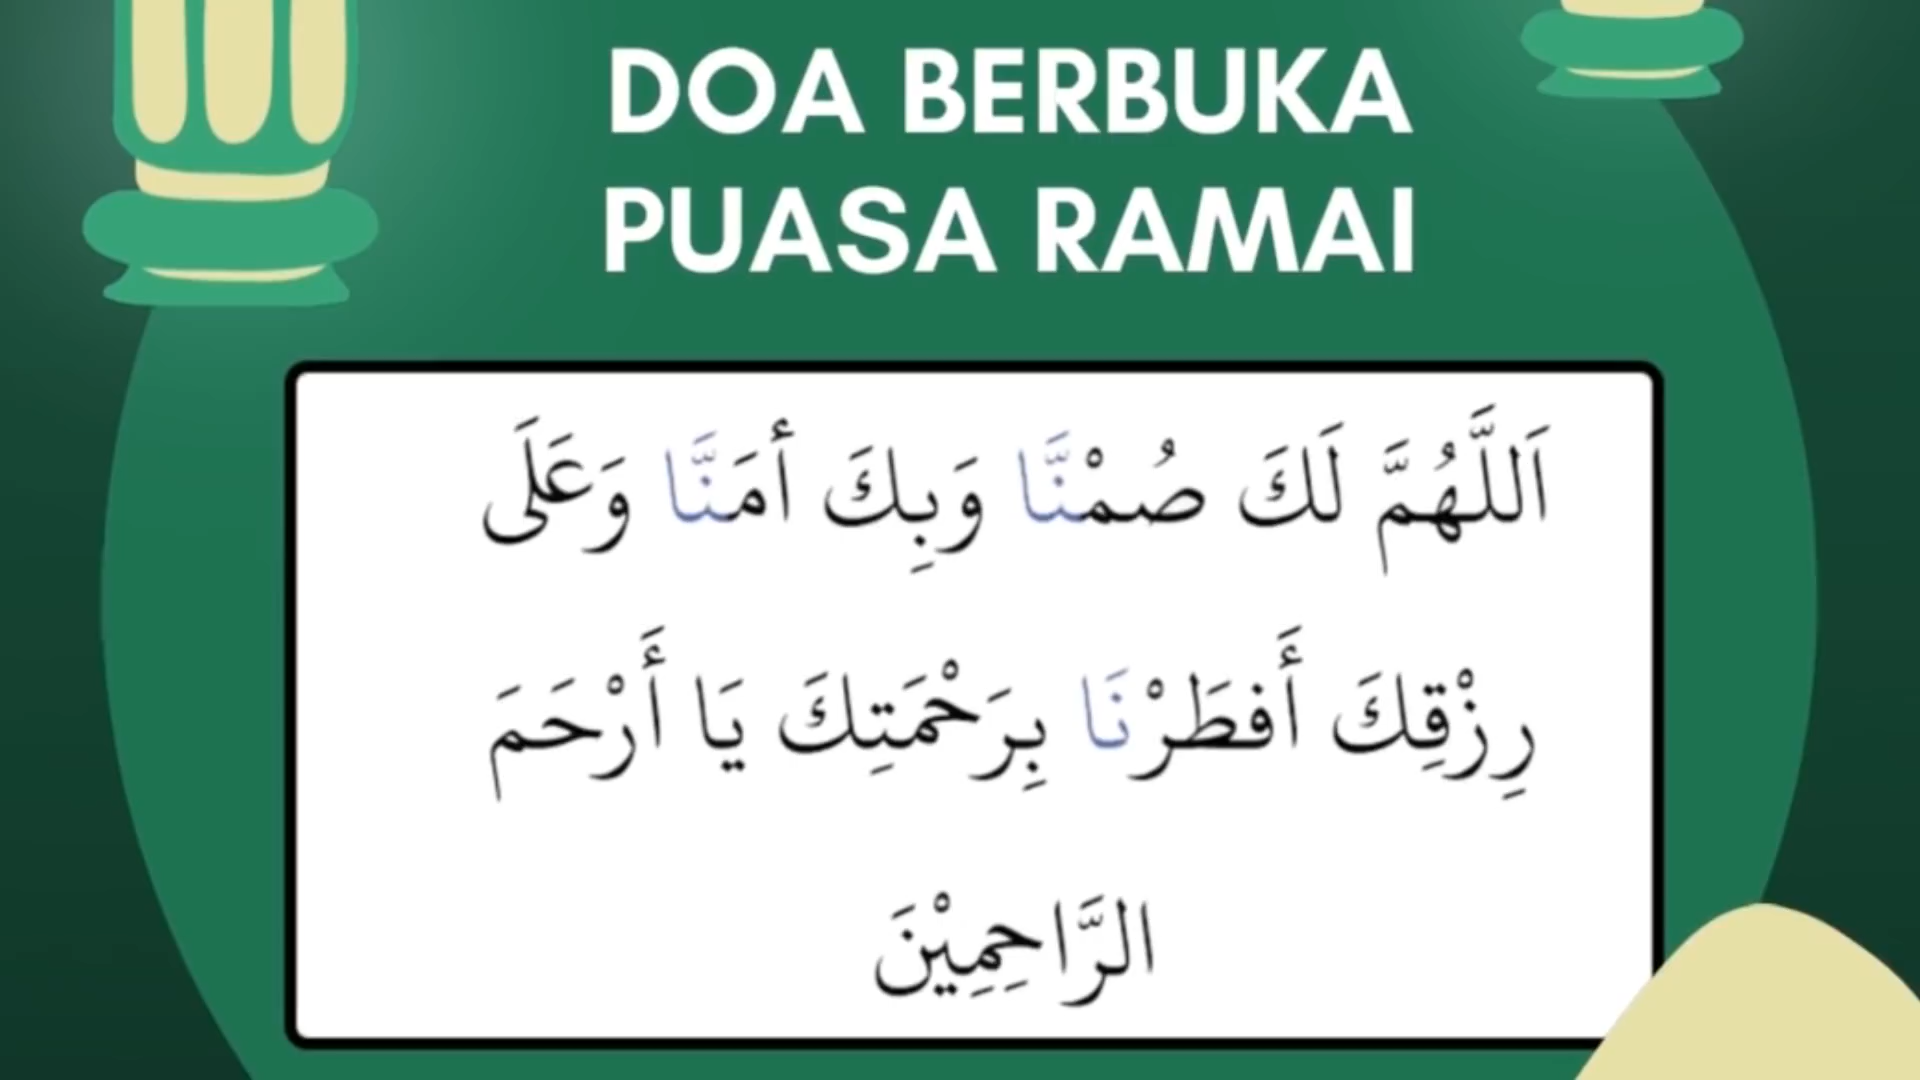 DOA BERBUKA
PUASA RAMAI
اَللَّهُمَّ لَكَ صُمْنَّا وَبِكَ أمَنَّا وَعَلَى
رِزْقِكَ أَفطَرْنَا بِرَحْمَتِكَ يَا أَرْحَمَ
الرَّاحِمِيْنَ